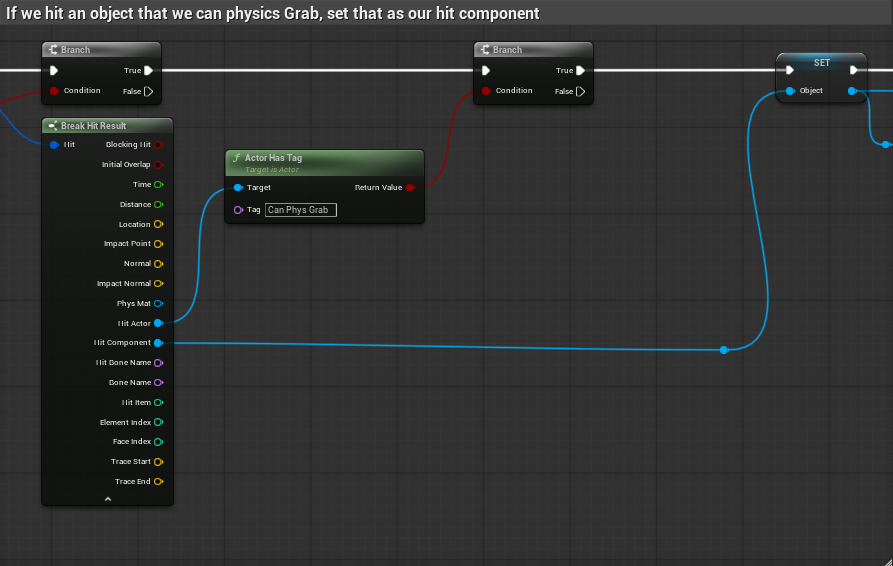 If we hit an object that we can physics Grab, set that as our hit component
Branch
True
Condition
False
Break Hit Result
Hit
Blocking Hit
Initial Overlap
Time
Distance
Location
Impact Point
Normal
Impact Normal
Phys Mat
Hit Actor
Hit Component
Hit Bone Name
Bone Name
Hit Item
Element Index
Face Index
Trace Start
Trace End
Actor Has Tag
Target is Actor
Target
Return Value
Tag
Can Phys Grab
Branch
True
Condition
False
SET
Object